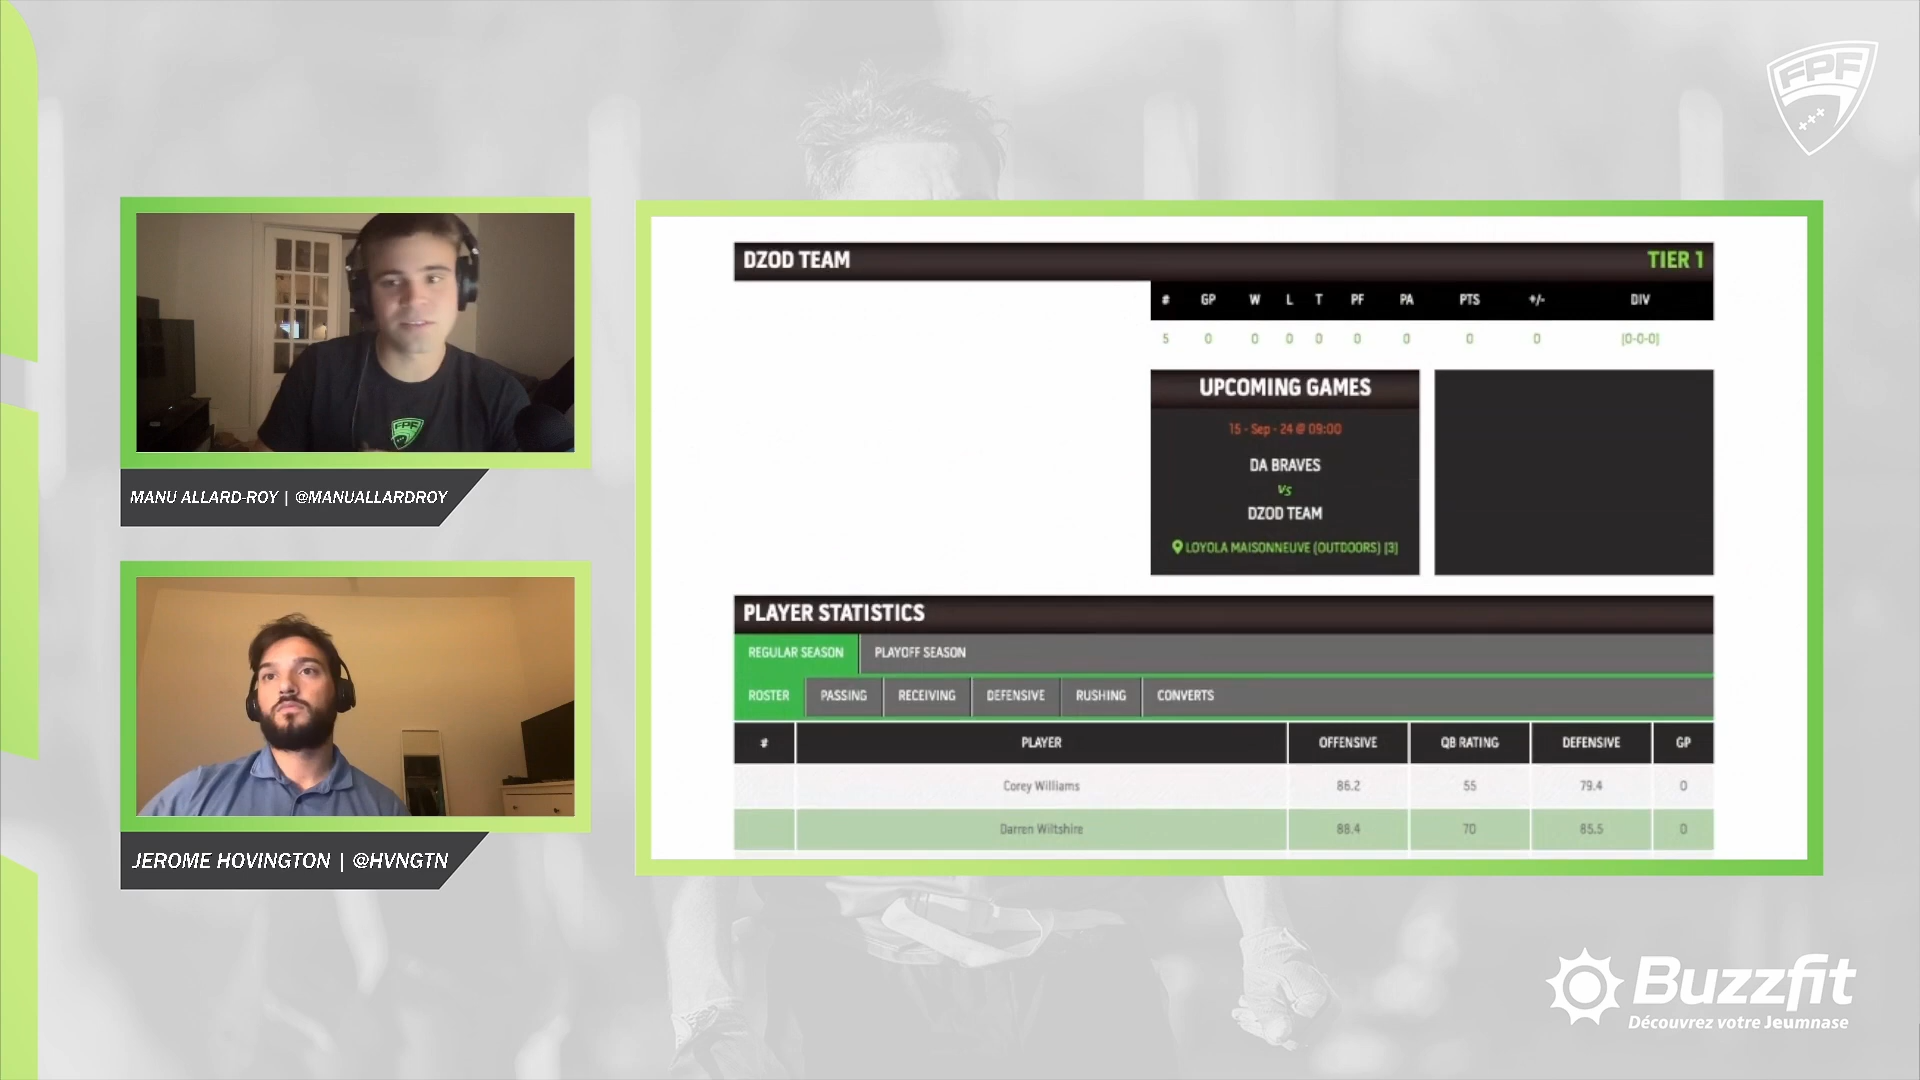 FPF
FPF
MANU ALLARD-ROY | @MANUALLARDROY
JEROME HOVINGTON | @HVNGTN
DZOD TEAM TIER 1
# GP W L T PF PA PTS +/- DIV
5 0 0 0 0 0 0 0 0 [0-0-0]
UPCOMING GAMES
15 - Sep - 24 @ 09:00
DA BRAVES
vs
DZOD TEAM
LOYOLA MAISONNEUVE (OUTDOORS) [3]
PLAYER STATISTICS
REGULAR SEASON PLAYOFF SEASON
ROSTER PASSING RECEIVING DEFENSIVE RUSHING CONVERTS
# PLAYER OFFENSIVE QB RATING DEFENSIVE GP
Corey Williams 86.2 55 79.4 0
Darren Wiltshire 88.4 70 85.5 0
Buzzfit
Découvrez votre Jeumnase